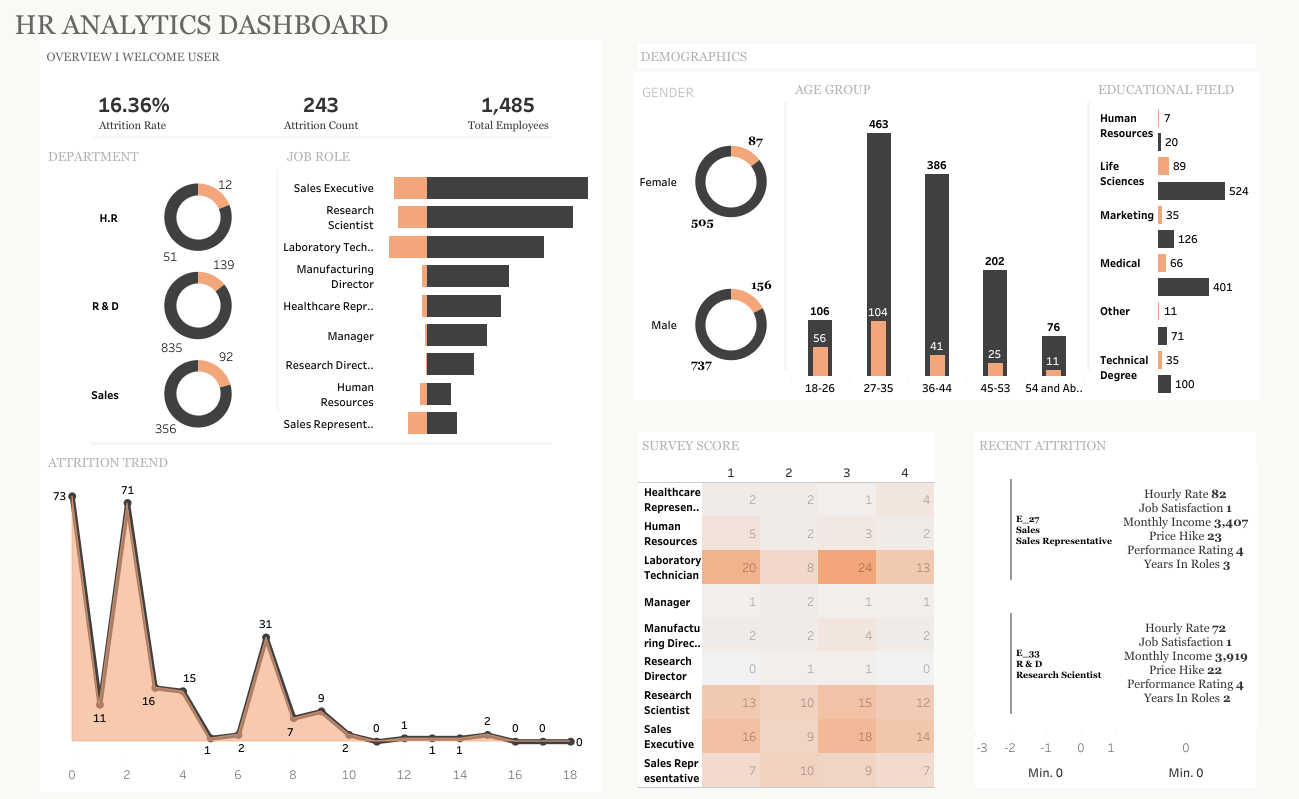 HR ANALYTICS DASHBOARD
OVERVIEW I WELCOME USER
16.36%
243
1,485
Attrition Rate
Attrition Count
Total Employees
DEPARTMENT
12
H.R
51
139
R & D
835
92
Sales
356
JOB ROLE
Sales Executive
Research
Scientist
Laboratory Tech..
Manufacturing
Director
Healthcare Repr..
Manager
Research Direct..
Human
Resources
Sales Represent..
ATTRITION TREND
73
11
71
16
15
1
2
31
7
9
2
0
1
1
1
2
0
0
0
0 2 4 6 8 10 12 14 16 18
DEMOGRAPHICS
GENDER
87
Female
505
156
Male
737
AGE GROUP
106
463
386
202
76
56
104
41
25
11
18-26 27-35 36-44 45-53 54 and Ab..
EDUCATIONAL FIELD
Human
Resources
7
20
Life
Sciences
89
524
Marketing
35
126
Medical
66
401
Other
11
71
Technical
Degree
35
100
SURVEY SCORE
1 2 3 4
Healthcare
Represen..
2 2 1 4
Human
Resources
5 2 3 2
Laboratory
Technician
20 8 24 13
Manager
1 2 1 1
Manufactu
ring Direc..
2 2 4 2
Research
Director
0 1 1 0
Research
Scientist
13 10 15 12
Sales
Executive
16 9 18 14
Sales Repr
esentative
7 10 9 7
RECENT ATTRITION
E_27
Sales
Sales Representative
Hourly Rate 82
Job Satisfaction 1
Monthly Income 3,407
Price Hike 23
Performance Rating 4
Years In Roles 3
E_33
R & D
Research Scientist
Hourly Rate 72
Job Satisfaction 1
Monthly Income 3,919
Price Hike 22
Performance Rating 4
Years In Roles 2
-3 -2 -1 0 1
0
Min. 0
Min. 0